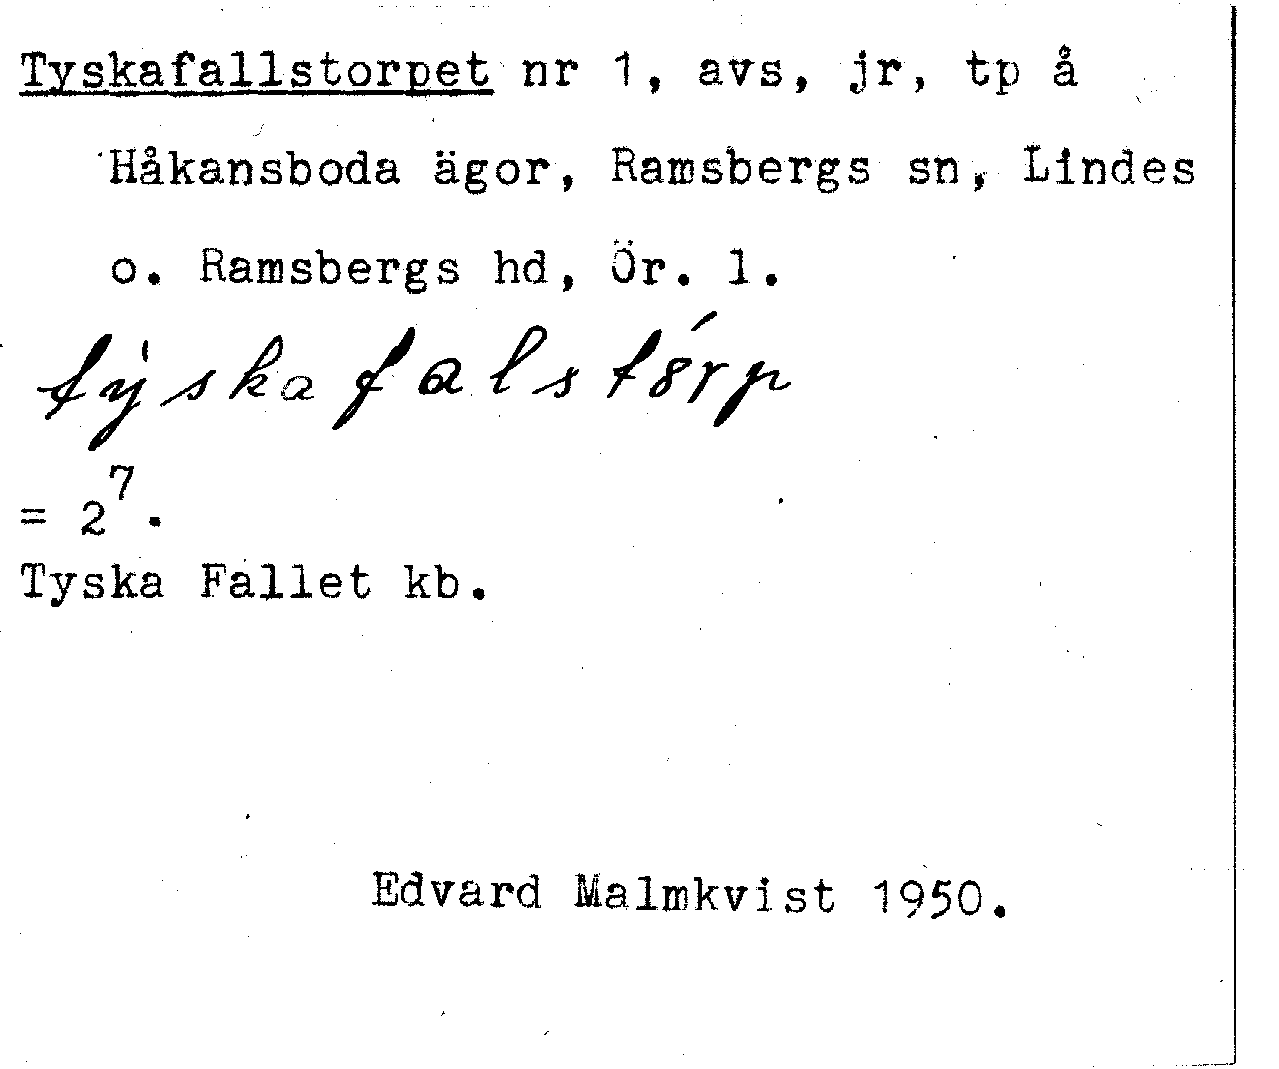 Tyskafallstorpet nr 1, avs, jr, tp å
Håkansboda ägor, Ramsbergs sn, Lindes
o. Ramsbergs hd, Ör. l.
tỳskafalstórp
= 2⁷.
Tyska Fallet kb.
Edvard Malmkvist 1950.